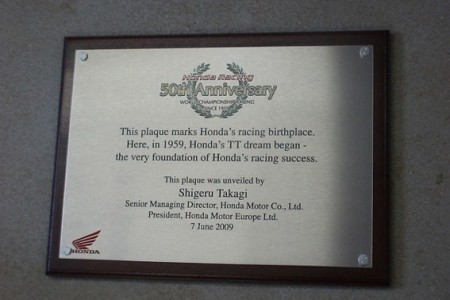 Honda Racing
50th Anniversary
WORLD CHAMPIONSHIP RACING
SINCE 1959
This plaque marks Honda's racing birthplace.
Here, in 1959, Honda's TT dream began -
the very foundation of Honda's racing success.
This plaque was unveiled by
Shigeru Takagi
Senior Managing Director, Honda Motor Co., Ltd.
President, Honda Motor Europe Ltd.
7 June 2009
HONDA